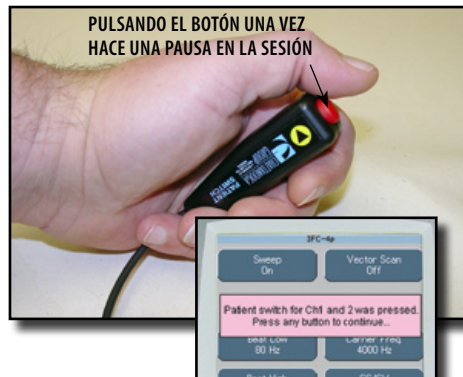 PULSANDO EL BOTÓN UNA VEZ
HACE UNA PAUSA EN LA SESIÓN
CHATTANOOGA
GROUP
PATIENT
SWITCH
IFC-4p
Sweep
On
Vector Scan
Off
Patient switch for Ch1 and 2 was pressed.
Press any button to continue...
Beat Low
80 Hz
Carrier Freq.
4000 Hz